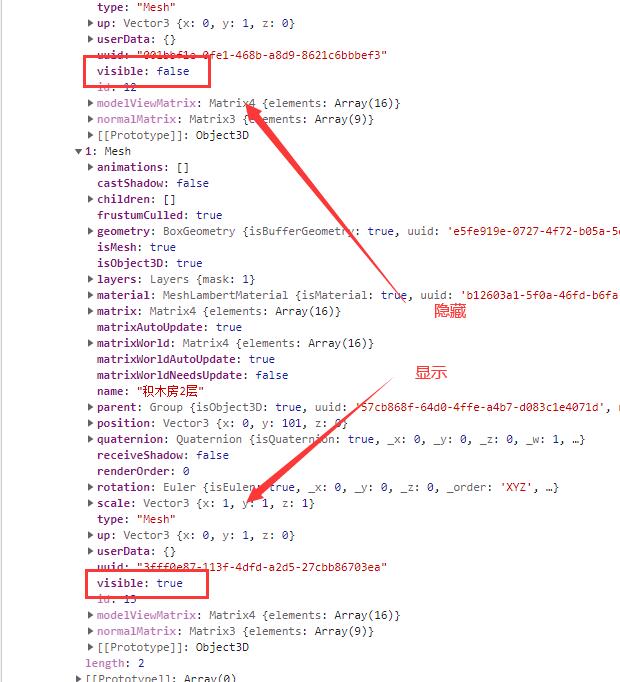 type: "Mesh"
▶ up: Vector3 {x: 0, y: 1, z: 0}
▶ userData: {}
uuid: "001bbf1e-0fe1-468b-a8d9-8621c6bbbef3"
visible: false
id: 12
▶ modelViewMatrix: Matrix4 {elements: Array(16)}
▶ normalMatrix: Matrix3 {elements: Array(9)}
▶ [[Prototype]]: Object3D
▼ 1: Mesh
▶ animations: []
castShadow: false
▶ children: []
frustumCulled: true
▶ geometry: BoxGeometry {isBufferGeometry: true, uuid: 'e5fe919e-0727-4f72-b05a-5
isMesh: true
isObject3D: true
▶ layers: Layers {mask: 1}
▶ material: MeshLambertMaterial {isMaterial: true, uuid: 'b12603a1-5f0a-46fd-b6fa
隐藏
▶ matrix: Matrix4 {elements: Array(16)}
matrixAutoUpdate: true
▶ matrixWorld: Matrix4 {elements: Array(16)}
matrixWorldAutoUpdate: true
显示
matrixWorldNeedsUpdate: false
name: "积木房2层"
▶ parent: Group {isObject3D: true, uuid: '57cb868f-64d0-4ffe-a4b7-d083c1e4071d',
▶ position: Vector3 {x: 0, y: 101, z: 0}
▶ quaternion: Quaternion {isQuaternion: true, _x: 0, _y: 0, _z: 0, _w: 1, …}
receiveShadow: false
renderOrder: 0
▶ rotation: Euler {isEuler: true, _x: 0, _y: 0, _z: 0, _order: 'XYZ', …}
▶ scale: Vector3 {x: 1, y: 1, z: 1}
type: "Mesh"
▶ up: Vector3 {x: 0, y: 1, z: 0}
▶ userData: {}
uuid: "3fff0e87-113f-4dfd-a2d5-27cbb86703ea"
visible: true
id: 13
▶ modelViewMatrix: Matrix4 {elements: Array(16)}
▶ normalMatrix: Matrix3 {elements: Array(9)}
▶ [[Prototype]]: Object3D
length: 2
▶ [[Prototype]]: Array(0)